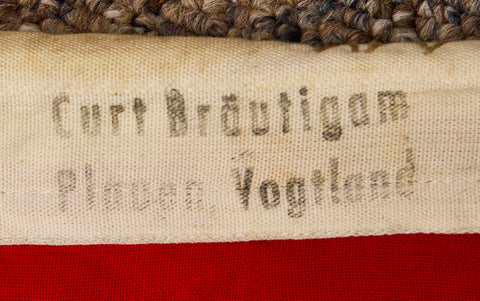 Curt Bräutigam
Plauen, Vogtland